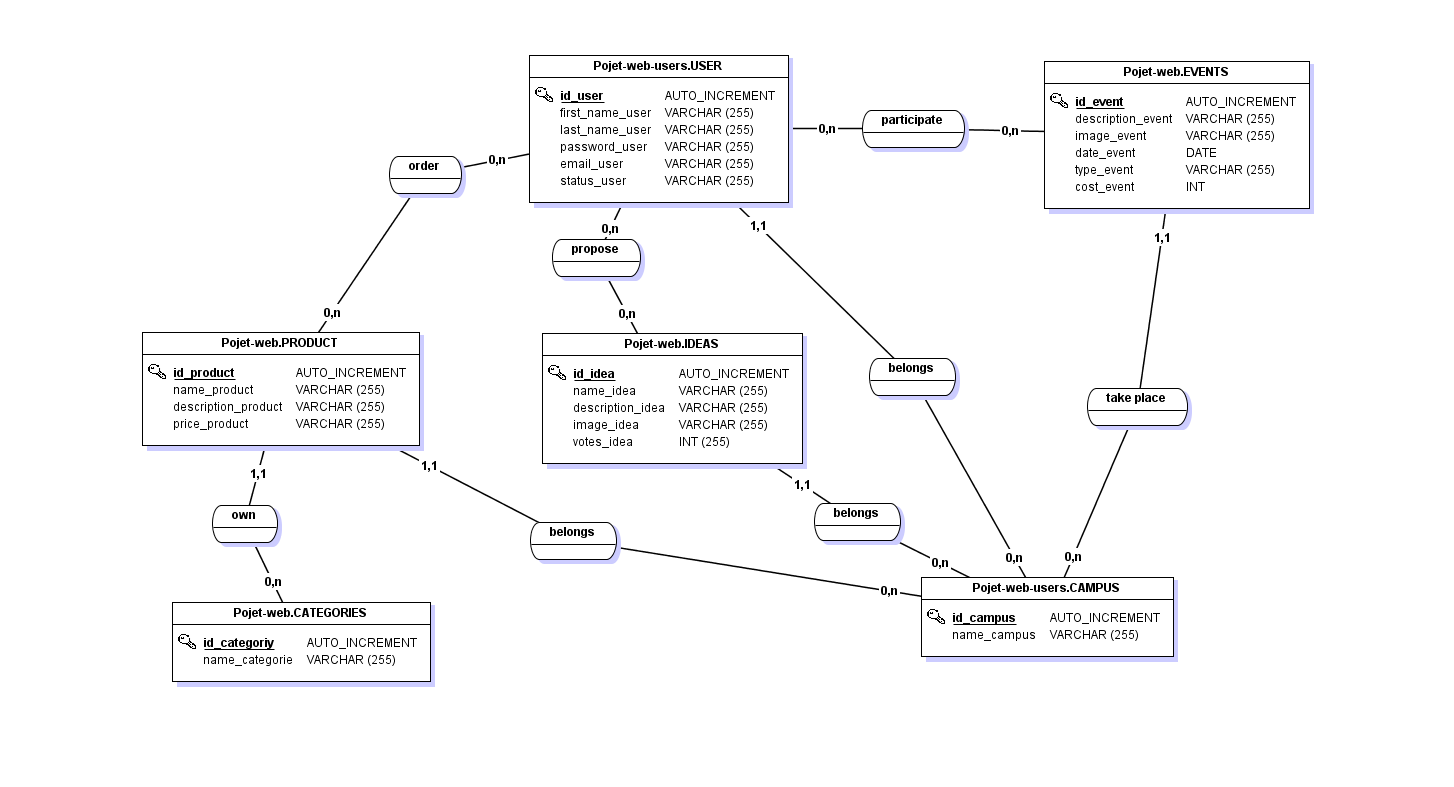 Pojet-web-users.USER
id_user AUTO_INCREMENT
first_name_user VARCHAR (255)
last_name_user VARCHAR (255)
password_user VARCHAR (255)
email_user VARCHAR (255)
status_user VARCHAR (255)
Pojet-web.EVENTS
id_event AUTO_INCREMENT
description_event VARCHAR (255)
image_event VARCHAR (255)
date_event DATE
type_event VARCHAR (255)
cost_event INT
0,n
participate
0,n
order
0,n
0,n
0,n
propose
0,n
1,1
belongs
0,n
1,1
take place
0,n
Pojet-web.PRODUCT
id_product AUTO_INCREMENT
name_product VARCHAR (255)
description_product VARCHAR (255)
price_product VARCHAR (255)
Pojet-web.IDEAS
id_idea AUTO_INCREMENT
name_idea VARCHAR (255)
description_idea VARCHAR (255)
image_idea VARCHAR (255)
votes_idea INT (255)
1,1
own
0,n
1,1
belongs
0,n
1,1
belongs
0,n
Pojet-web.CATEGORIES
id_categoriy AUTO_INCREMENT
name_categorie VARCHAR (255)
Pojet-web-users.CAMPUS
id_campus AUTO_INCREMENT
name_campus VARCHAR (255)